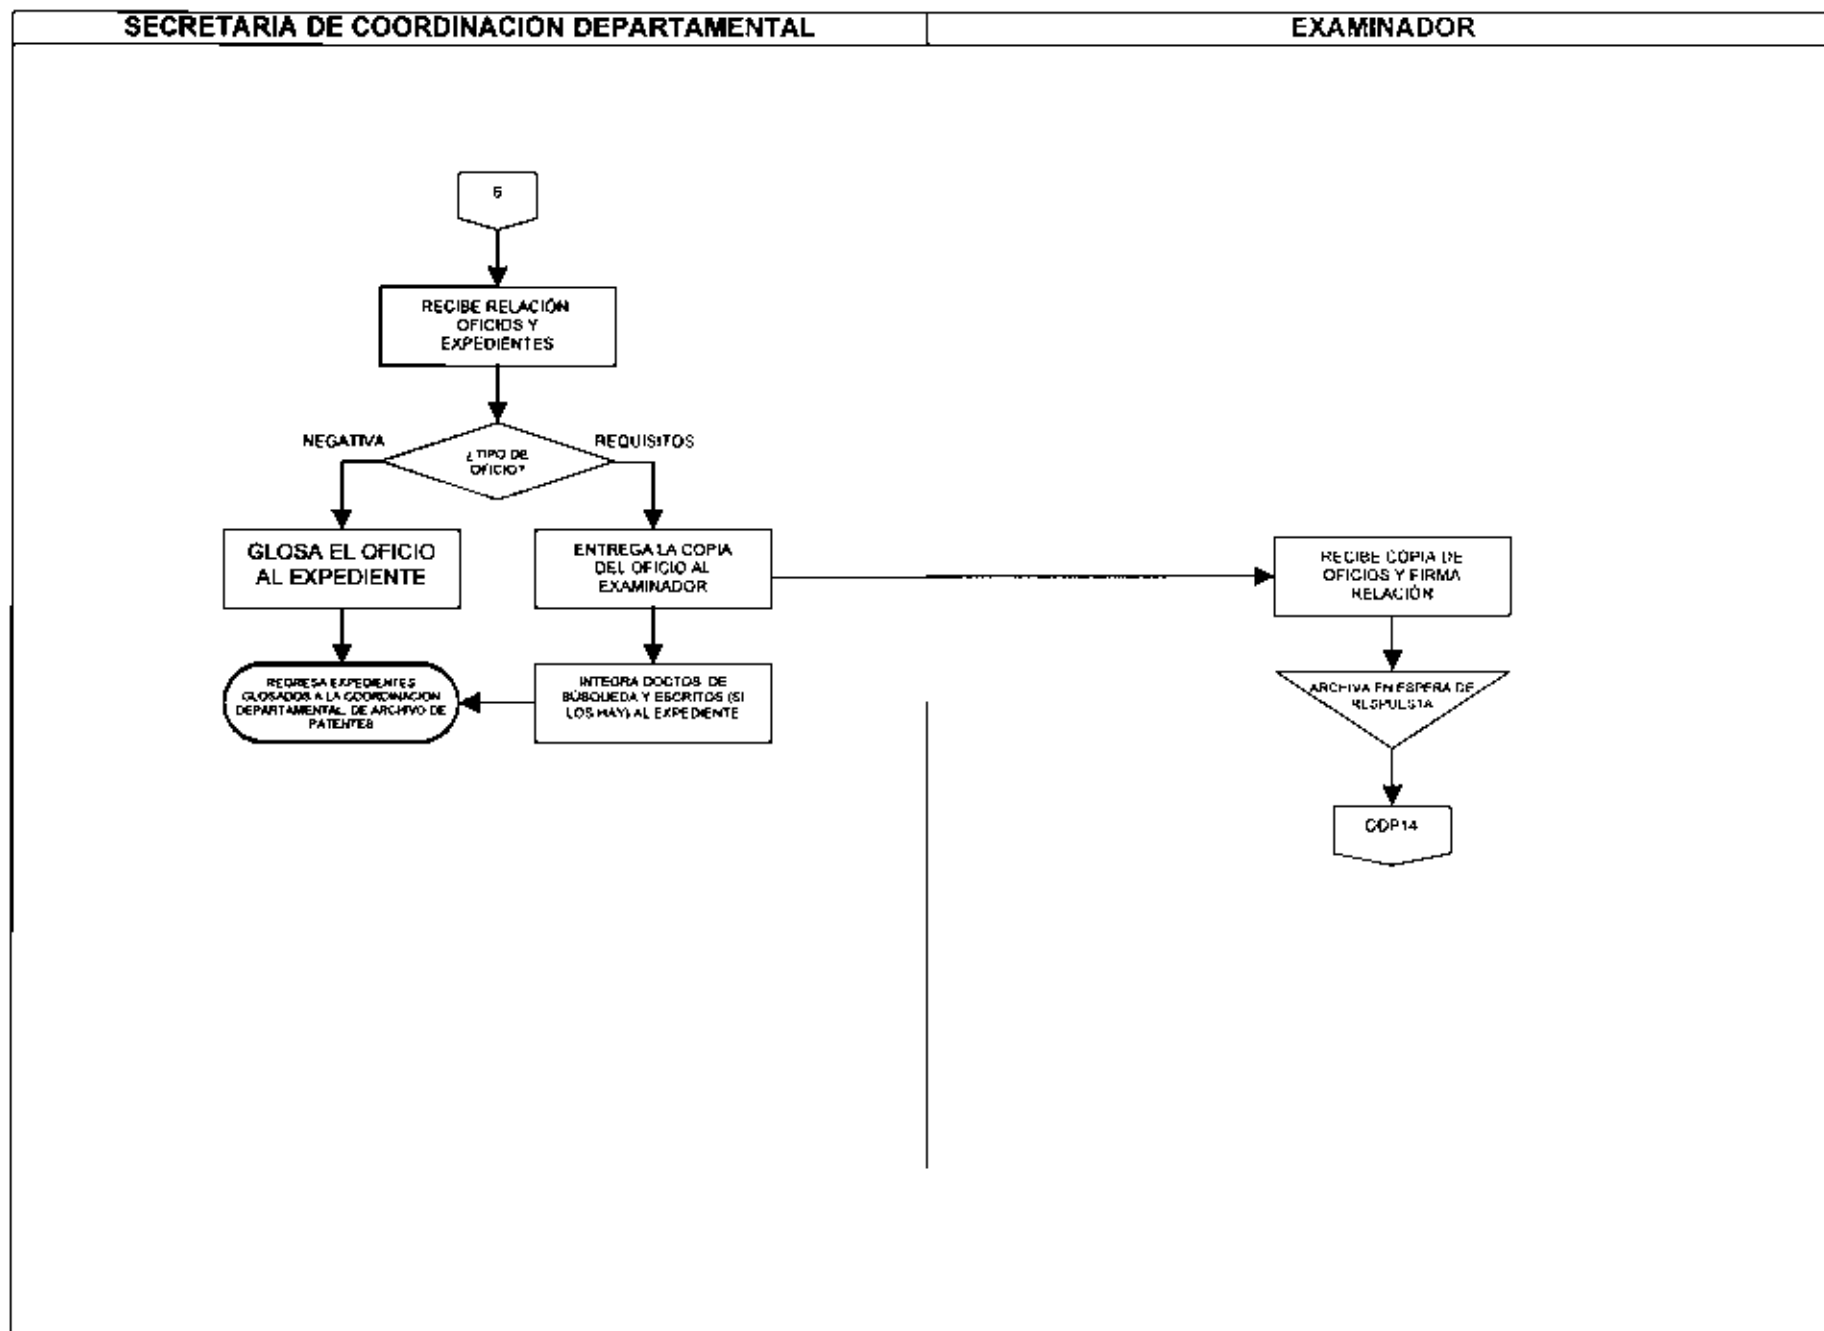 SECRETARIA DE COORDINACION DEPARTAMENTAL
EXAMINADOR
RECIBE RELACIÓN
OFICIOS Y
EXPEDIENTES
NEGATIVA
REQUISITOS
¿TIPO DE
OFICIO?
GLOSA EL OFICIO
AL EXPEDIENTE
ENTREGA LA COPIA
DEL OFICIO AL
EXAMINADOR
RECIBE COPIA DE
OFICIOS Y FIRMA
RELACIÓN
REGRESA EXPEDIENTES
GLOSADOS A LA COORDINACION
DEPARTAMENTAL DE ARCHIVO DE
PATENTES
INTEGRA DOCTOS. DE
BÚSQUEDA Y ESCRITOS (SI
LOS HAY) AL EXPEDIENTE
ARCHIVA EN ESPERA DE
RESPUESTA
CDP14